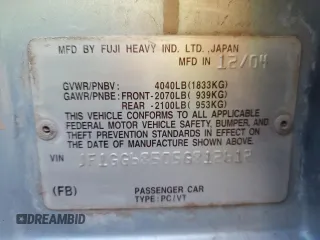 MFD BY FUJI HEAVY IND. LTD.,JAPAN
MFD IN 12/04
GVWR/PNBV: 4040LB(1833KG)
GAWR/PNBE: FRONT-2070LB( 939KG)
REAR -2100LB( 953KG)
THIS VEHICLE CONFORMS TO ALL APPLICABLE
FEDERAL MOTOR VEHICLE SAFETY, BUMPER, AND
THEFT PREVENTION STANDARDS IN EFFECT ON
THE DATE OF MANUFACTURE SHOWN ABOVE.
VIN
(FB)
PASSENGER CAR
TYPE:PC/VT
DREAMBID